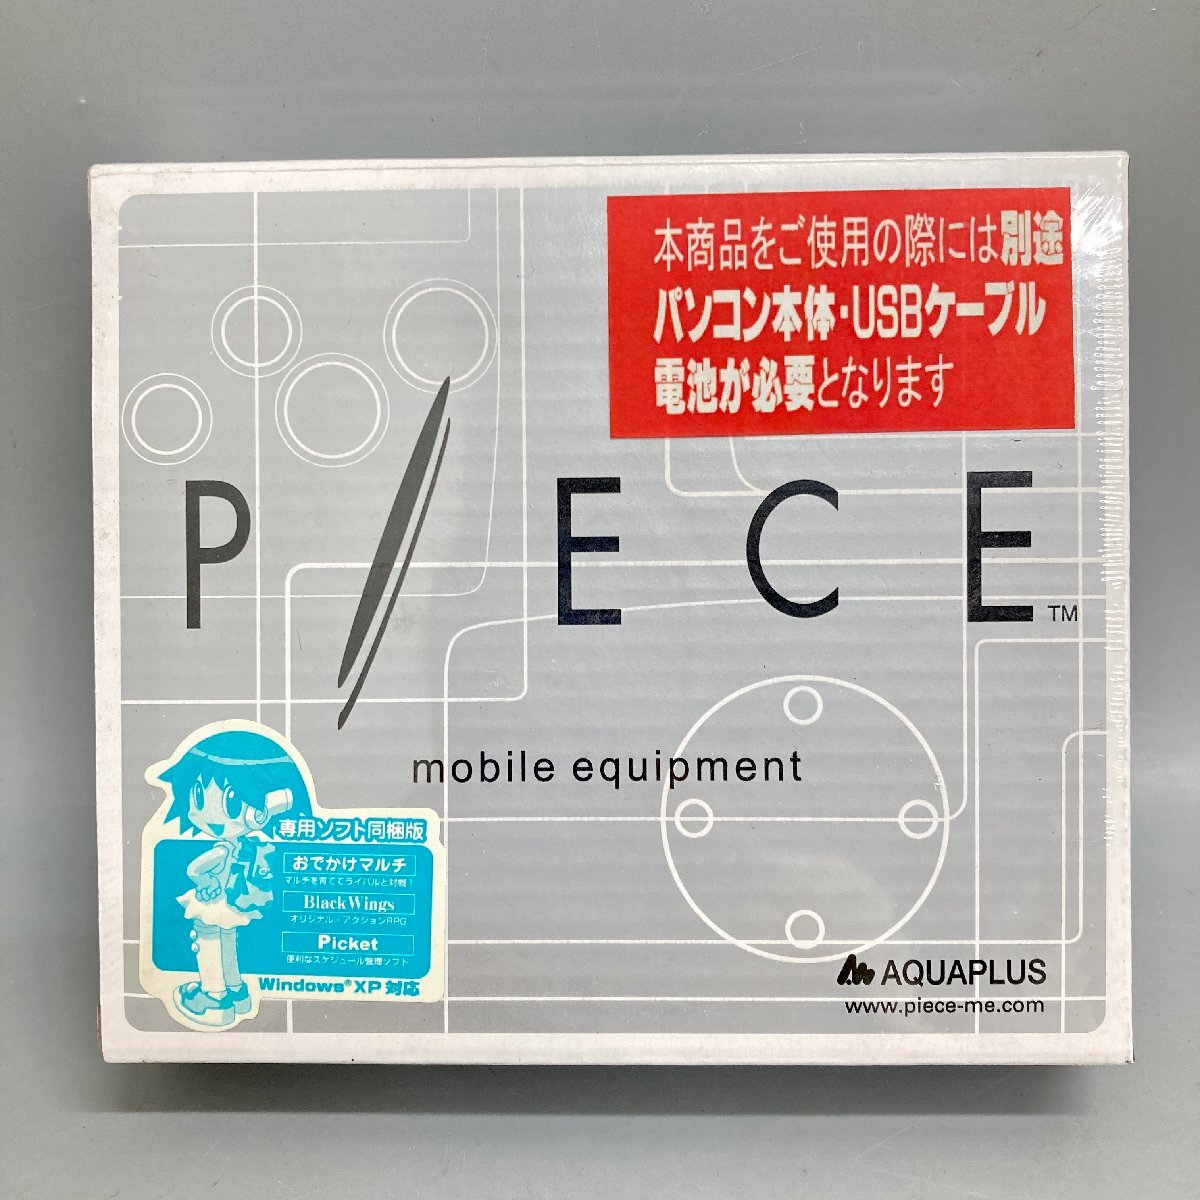 本商品をご使用の際には別途
パソコン本体・USBケーブル
電池が必要となります
P/ECE TM
mobile equipment
専用ソフト同梱版
おでかけマルチ
マルチを育ててライバルと対戦！
BlackWings
オリジナル・アクションRPG
Picket
便利なスケジュール管理ソフト
Windows® XP 対応
AQUAPLUS
www.piece-me.com